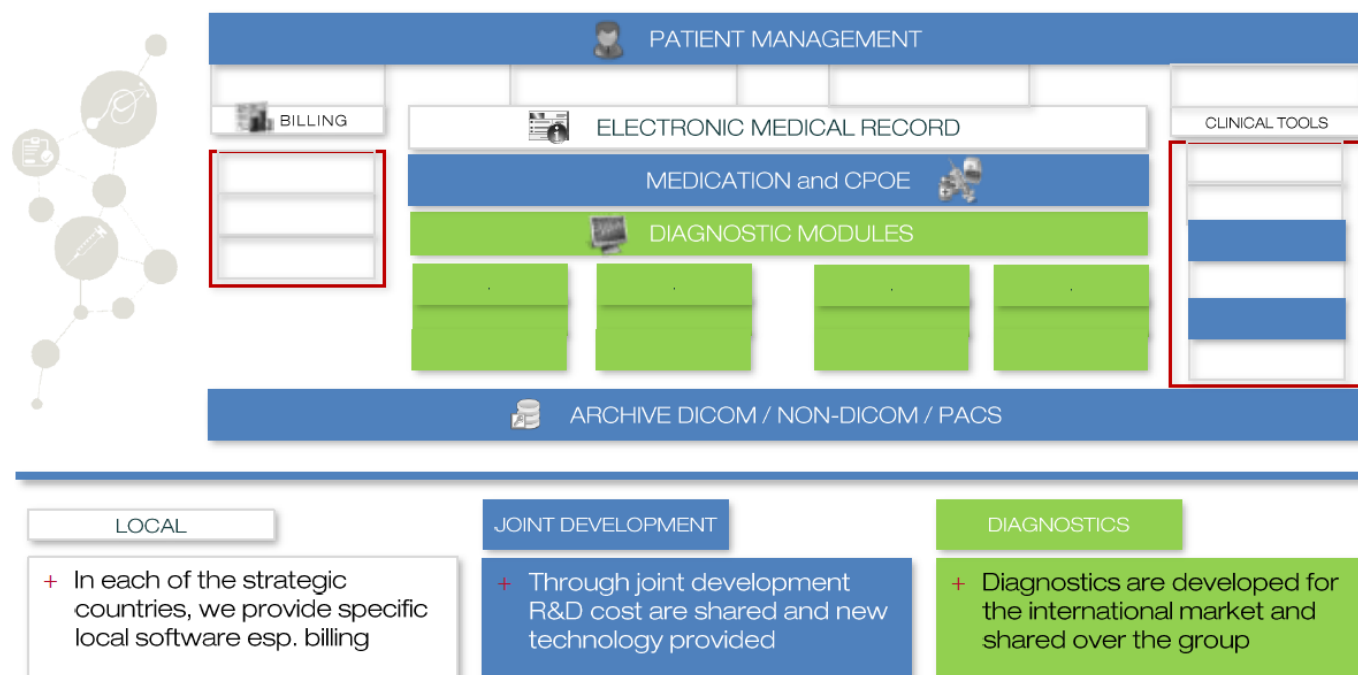 PATIENT MANAGEMENT
BILLING
ELECTRONIC MEDICAL RECORD
CLINICAL TOOLS
MEDICATION and CPOE
DIAGNOSTIC MODULES
ARCHIVE DICOM / NON-DICOM / PACS
LOCAL
+ In each of the strategic
countries, we provide specific
local software esp. billing
JOINT DEVELOPMENT
+ Through joint development
R&D cost are shared and new
technology provided
DIAGNOSTICS
+ Diagnostics are developed for
the international market and
shared over the group